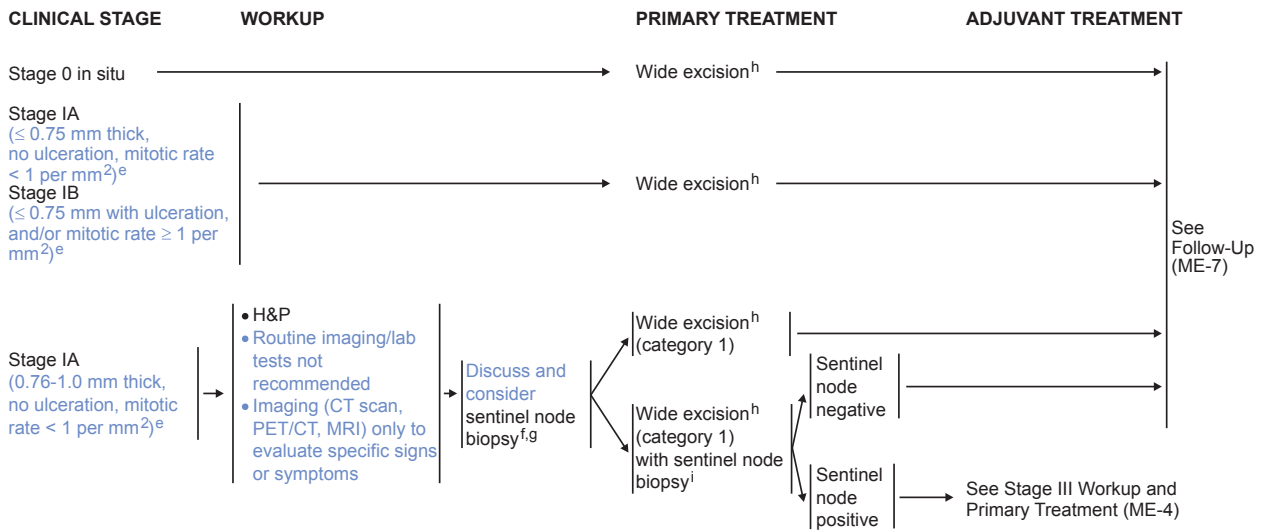 CLINICAL STAGE WORKUP PRIMARY TREATMENT ADJUVANT TREATMENT
Stage 0 in situ
Wide excisionh
Stage IA
(≤ 0.75 mm thick,
no ulceration, mitotic rate
< 1 per mm2)e
Stage IB
(≤ 0.75 mm with ulceration,
and/or mitotic rate ≥ 1 per
mm2)e
Wide excisionh
See
Follow-Up
(ME-7)
Stage IA
(0.76-1.0 mm thick,
no ulceration, mitotic
rate < 1 per mm2)e
• H&P
• Routine imaging/lab
tests not
recommended
• Imaging (CT scan,
PET/CT, MRI) only to
evaluate specific signs
or symptoms
Discuss and
consider
sentinel node
biopsyf,g
Wide excisionh
(category 1)
Wide excisionh
(category 1)
with sentinel node
biopsyi
Sentinel
node
negative
Sentinel
node
positive
See Stage III Workup and
Primary Treatment (ME-4)